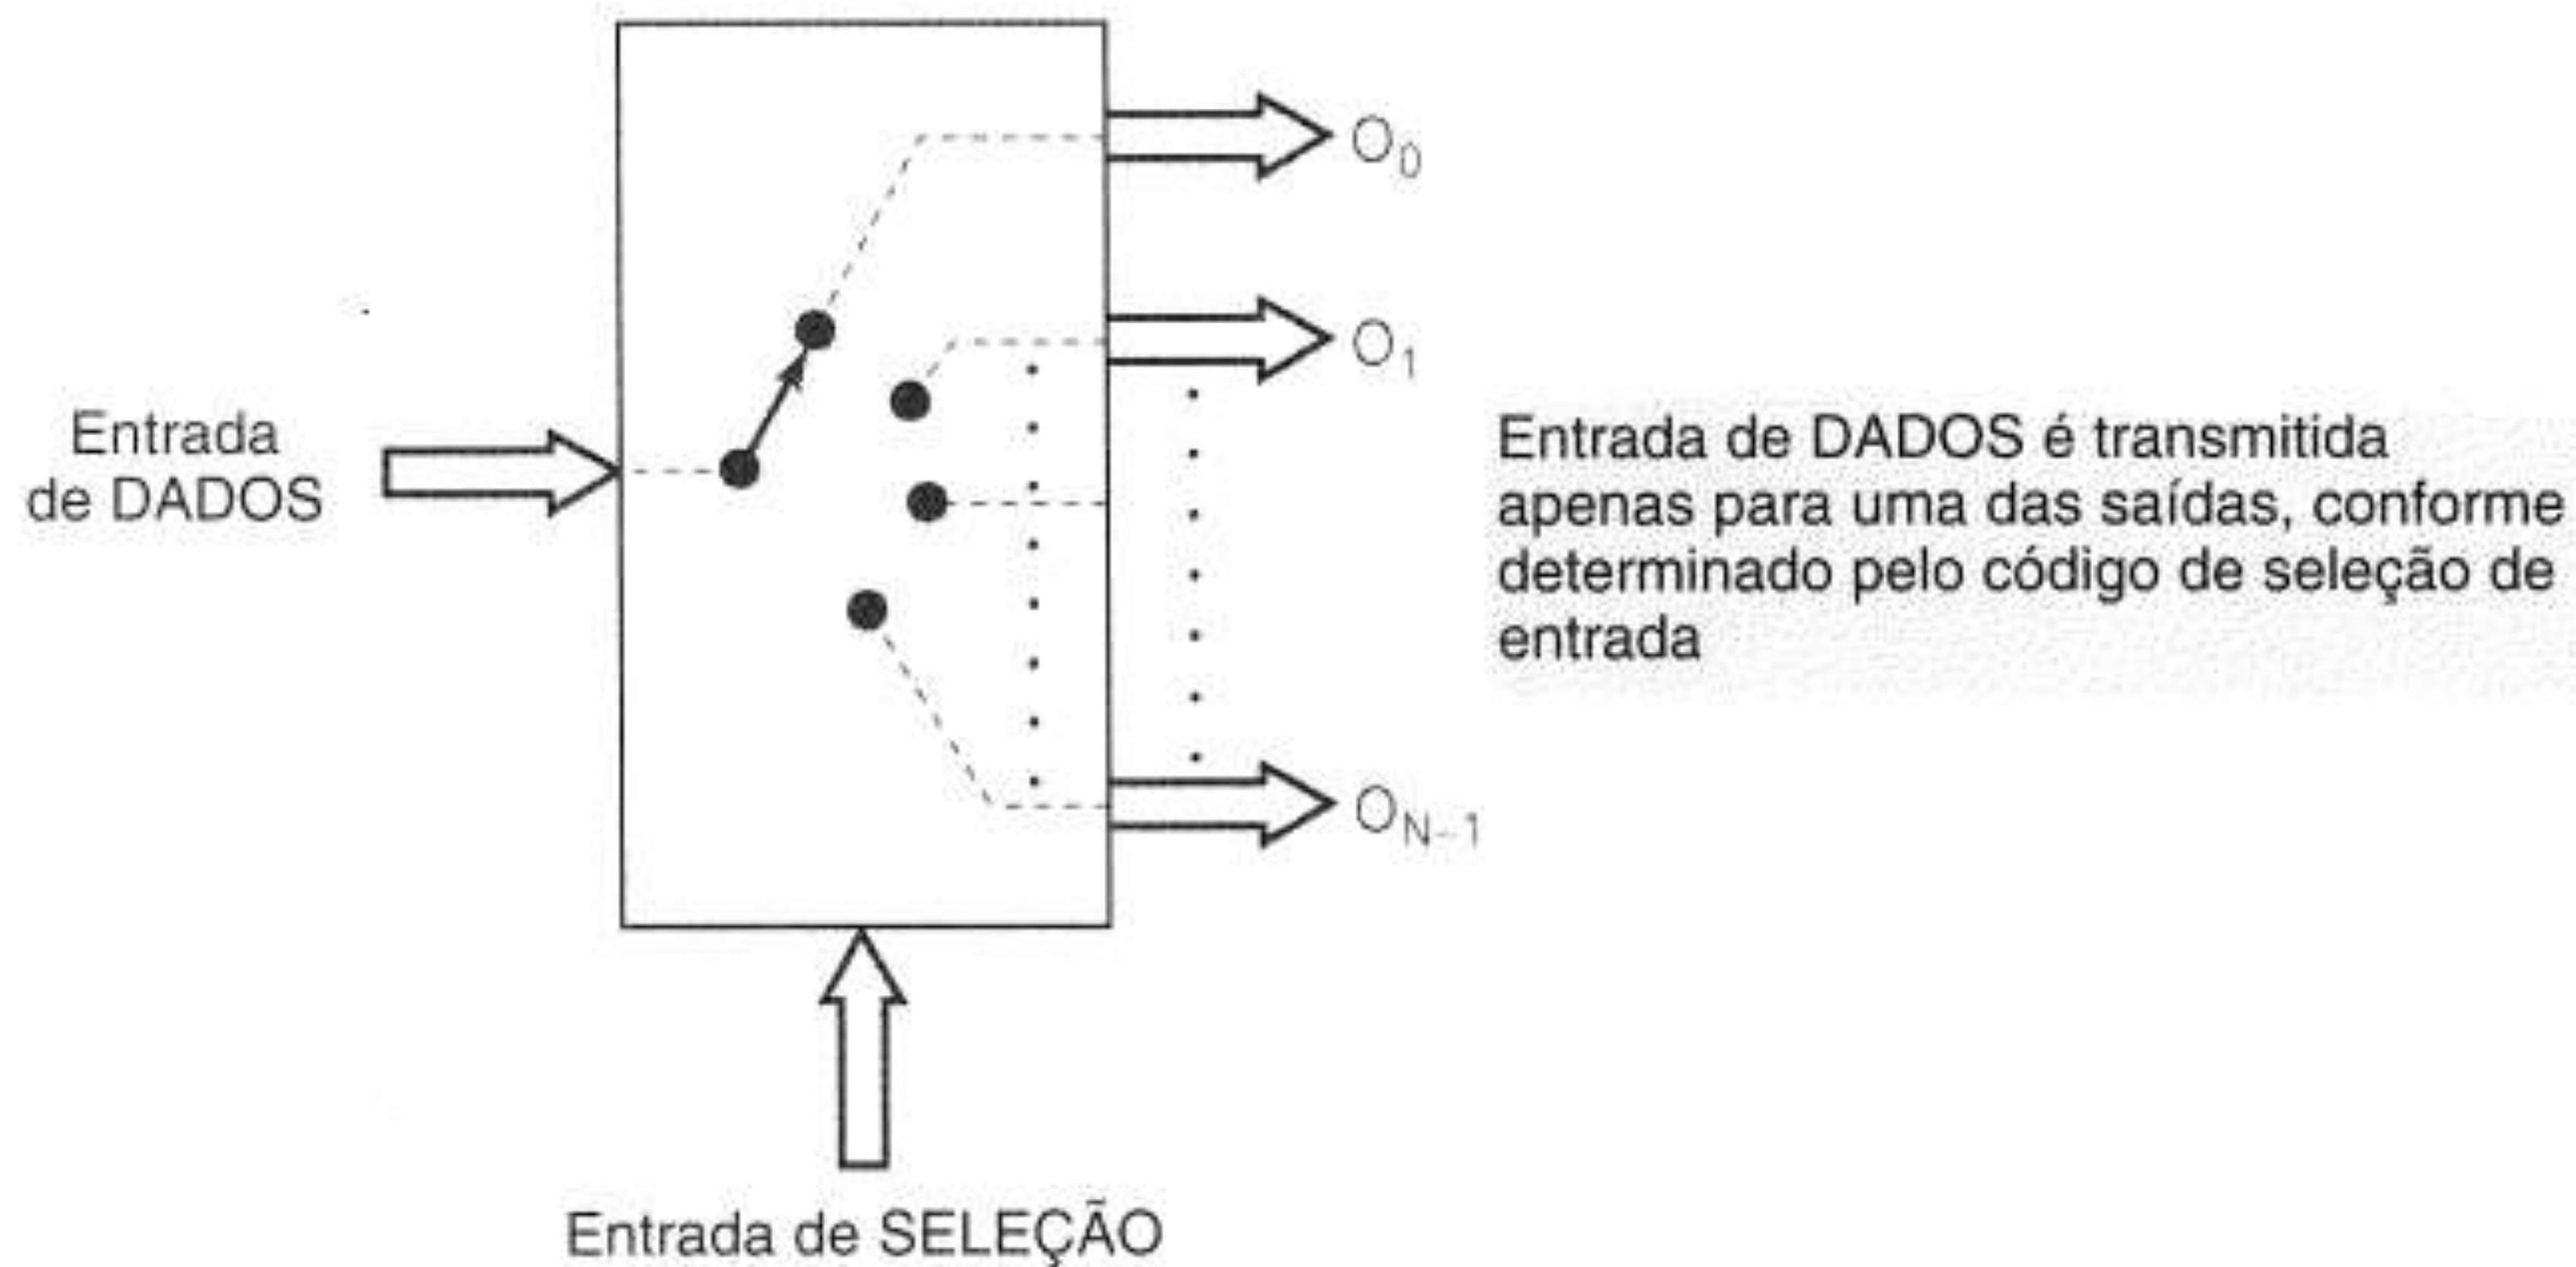 O0
O1
Entrada
de DADOS
Entrada de DADOS é transmitida
apenas para uma das saídas, conforme
determinado pelo código de seleção de
entrada
ON-1
Entrada de SELEÇÃO